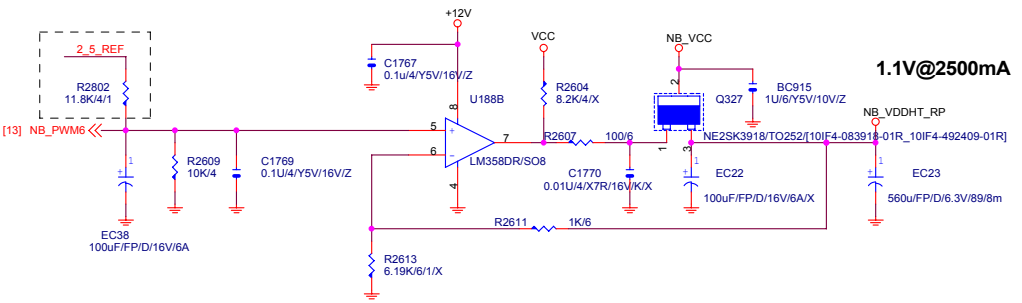 +12V
2_5_REF
VCC
NB_VCC
C1767
0.1u/4/Y5V/16V/Z
1.1V@2500mA
R2802
11.8K/4/1
U188B
R2604
8.2K/4/X
2
Q327
BC915
1U/6/Y5V/10V/Z
NB_VDDHT_RP
8
[13] NB_PWM6
5
+
7
R2607
100/6
NE2SK3918/TO252/[10IF4-083918-01R_10IF4-492409-01R]
6
-
LM358DR/SO8
1
3
4
1
+
R2609
10K/4
C1769
0.1U/4/Y5V/16V/Z
C1770
0.01U/4/X7R/16V/K/X
1
+
EC22
100uF/FP/D/16V/6A/X
1
+
EC23
560u/FP/D/6.3V/89/8m
EC38
100uF/FP/D/16V/6A
R2611
1K/6
R2613
6.19K/6/1/X